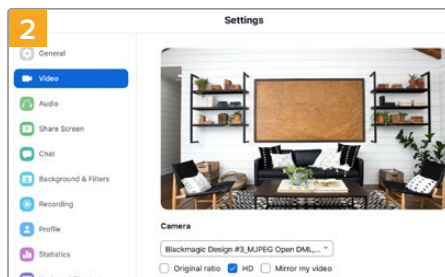 2
Settings
General
Video
Audio
Share Screen
Chat
Background & Filters
Recording
Profile
Statistics
Camera
Blackmagic Design #3_MJPEG Open DML,...
Original ratio HD Mirror my video